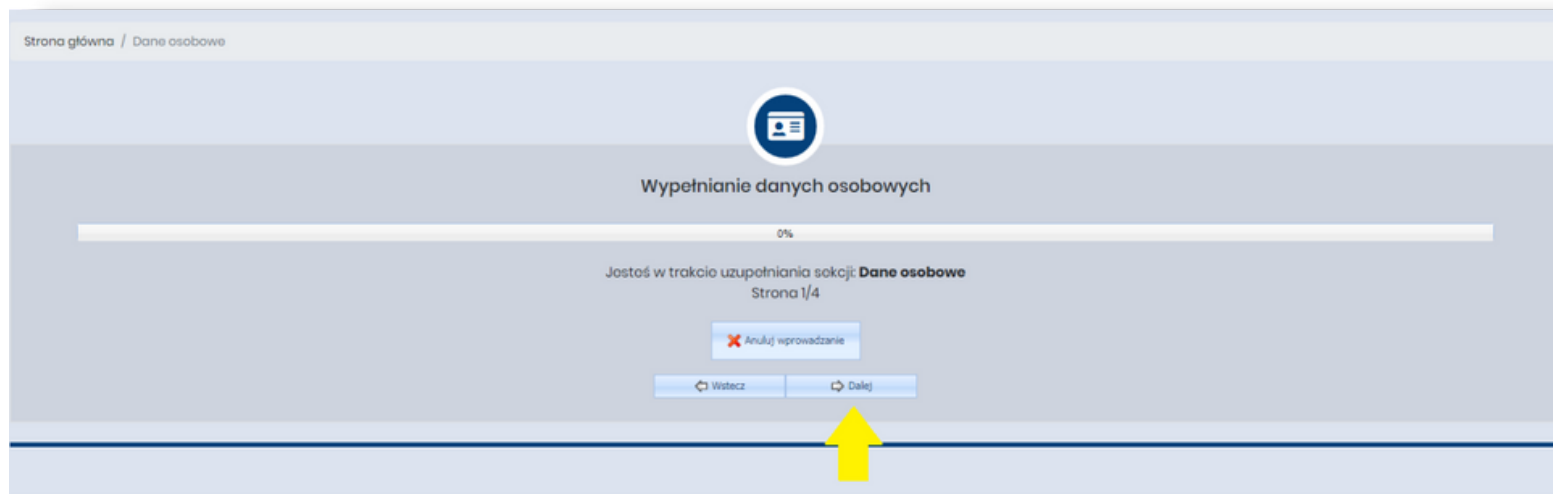 Strona główna / Dane osobowe
Wypełnianie danych osobowych
0%
Jesteś w trakcie uzupełniania sekcji: Dane osobowe
Strona 1/4
Anuluj wprowadzanie
Wstecz
Dalej